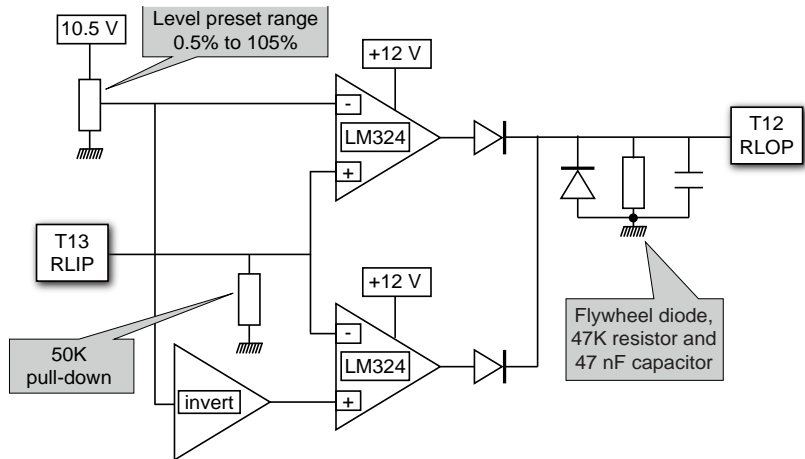 Level preset range
0.5% to 105%
10.5 V
+12 V
-
LM324
+
T12
RLOP
T13
RLIP
+12 V
-
LM324
+
50K
pull-down
invert
Flywheel diode,
47K resistor and
47 nF capacitor